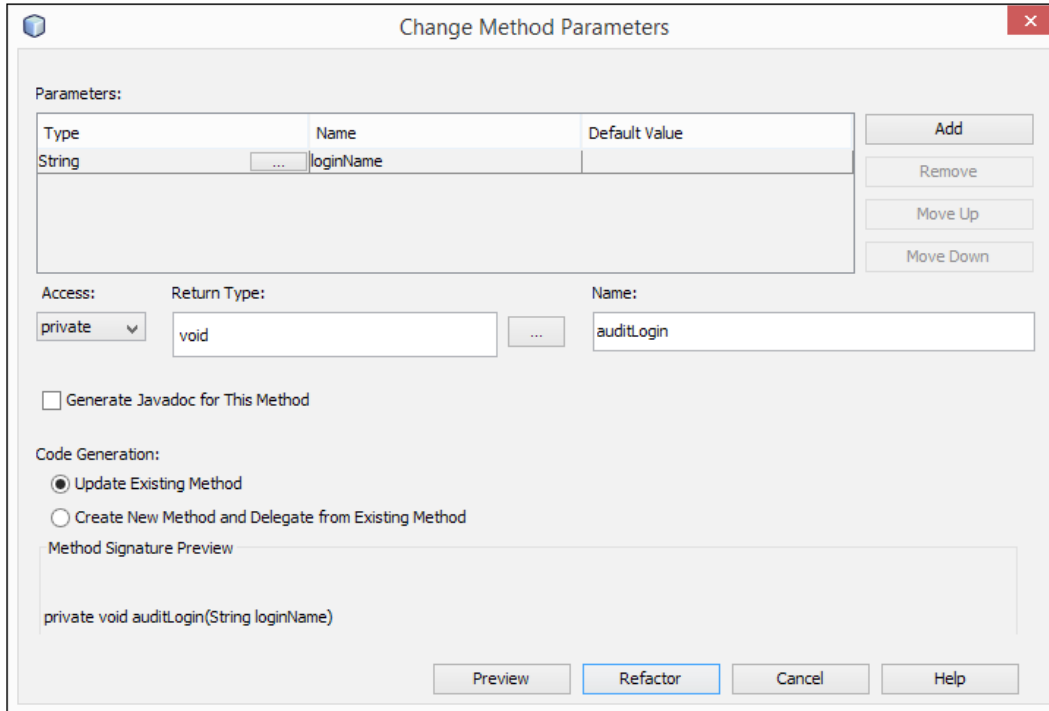 Change Method Parameters
Parameters:
Type Name Default Value
String ... loginName
Add
Remove
Move Up
Move Down
Access: Return Type: Name:
private void ... auditLogin
Generate Javadoc for This Method
Code Generation:
Update Existing Method
Create New Method and Delegate from Existing Method
Method Signature Preview
private void auditLogin(String loginName)
Preview Refactor Cancel Help